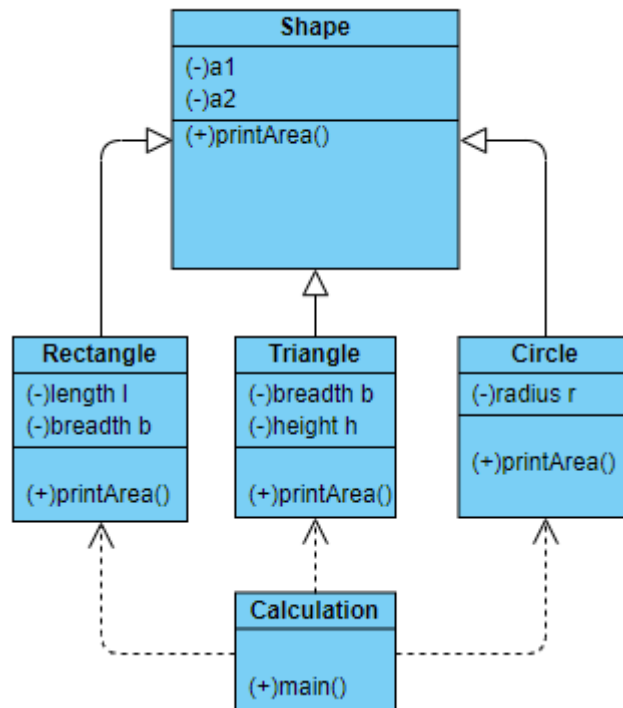 Shape
(-)a1
(-)a2
(+)printArea()
Rectangle
(-)length l
(-)breadth b
(+)printArea()
Triangle
(-)breadth b
(-)height h
(+)printArea()
Circle
(-)radius r
(+)printArea()
Calculation
(+)main()